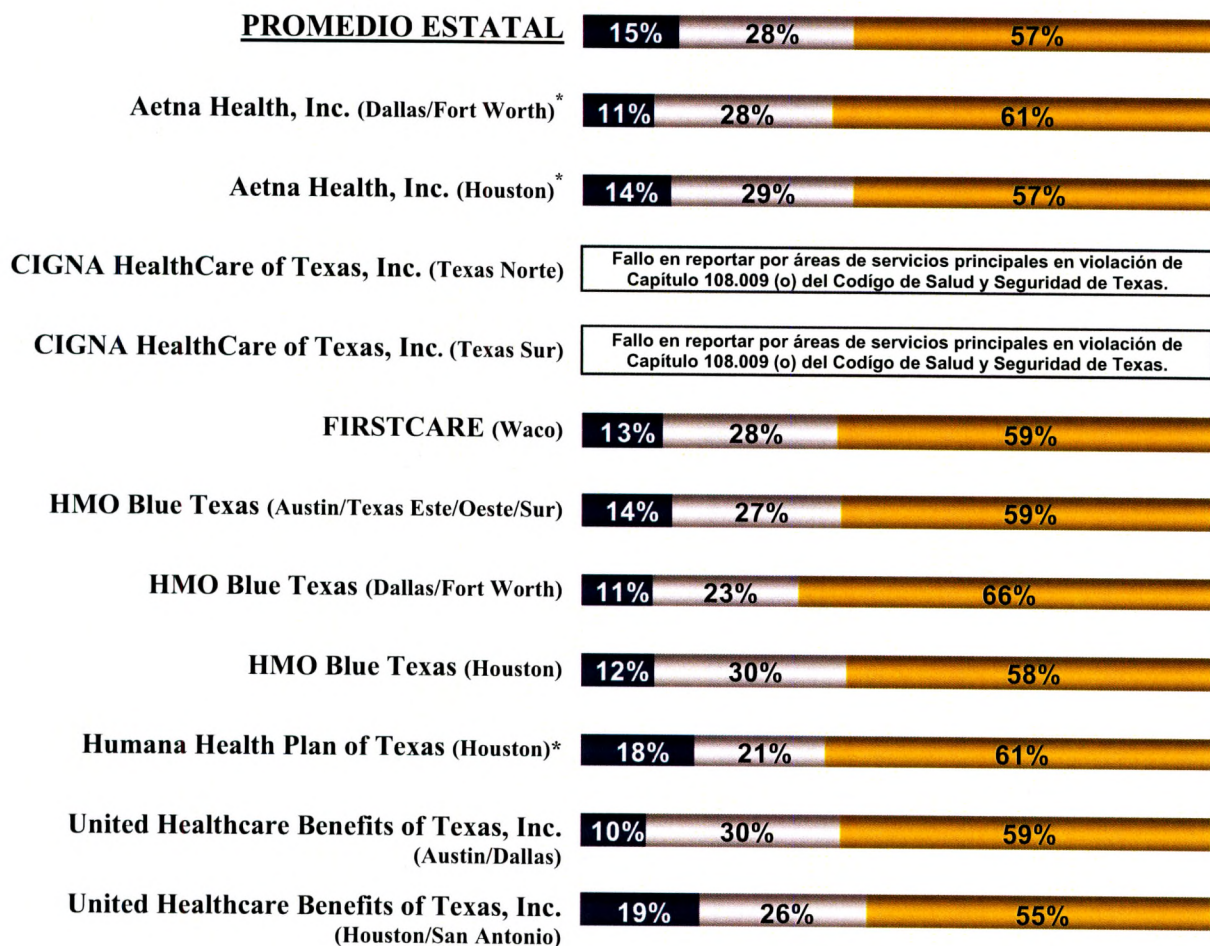 PROMEDIO ESTATAL 15% 28% 57%
Aetna Health, Inc. (Dallas/Fort Worth)* 11% 28% 61%
Aetna Health, Inc. (Houston)* 14% 29% 57%
CIGNA HealthCare of Texas, Inc. (Texas Norte)
Fallo en reportar por áreas de servicios principales en violación de
Capítulo 108.009 (o) del Codígo de Salud y Seguridad de Texas.
CIGNA HealthCare of Texas, Inc. (Texas Sur)
Fallo en reportar por áreas de servicios principales en violación de
Capítulo 108.009 (o) del Codígo de Salud y Seguridad de Texas.
FIRSTCARE (Waco) 13% 28% 59%
HMO Blue Texas (Austin/Texas Este/Oeste/Sur) 14% 27% 59%
HMO Blue Texas (Dallas/Fort Worth) 11% 23% 66%
HMO Blue Texas (Houston) 12% 30% 58%
Humana Health Plan of Texas (Houston)* 18% 21% 61%
United Healthcare Benefits of Texas, Inc. 10% 30% 59%
(Austin/Dallas)
United Healthcare Benefits of Texas, Inc. 19% 26% 55%
(Houston/San Antonio)